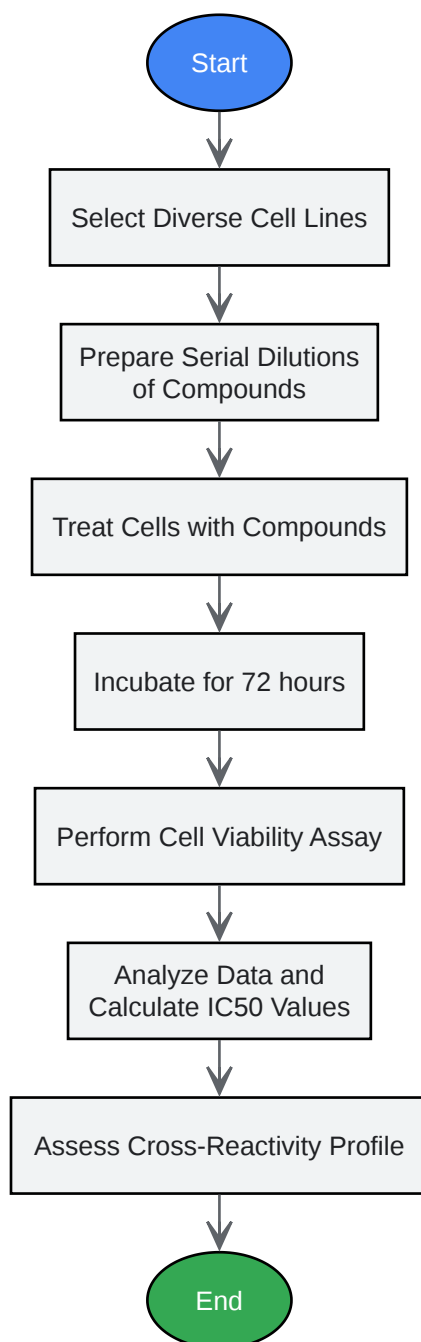 Start
Select Diverse Cell Lines
Prepare Serial Dilutions
of Compounds
Treat Cells with Compounds
Incubate for 72 hours
Perform Cell Viability Assay
Analyze Data and
Calculate IC50 Values
Assess Cross-Reactivity Profile
End